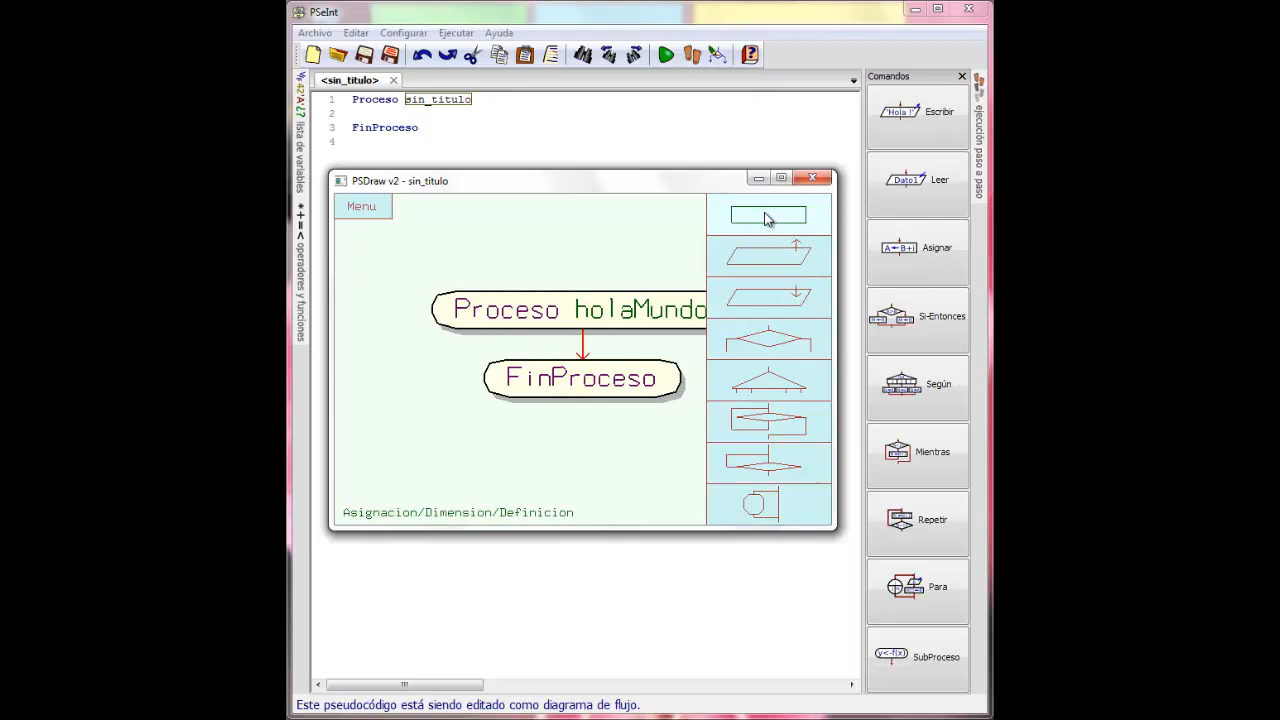 PSeInt
Archivo Editar Configurar Ejecutar Ayuda
<sin_titulo>
Comandos
1 Proceso sin_titulo
2
3 FinProceso
4
lista de variables
operadores y funciones
ejecución paso a paso
PSDraw v2 - sin_titulo
Menu
Proceso holaMundo
FinProceso
Asignacion/Dimension/Definicion
'Hola !' Escribir
Dato1 Leer
A←B+i Asignar
Si-Entonces
Según
Mientras
Repetir
Para
y<-f(x) SubProceso
Este pseudocódigo está siendo editado como diagrama de flujo.